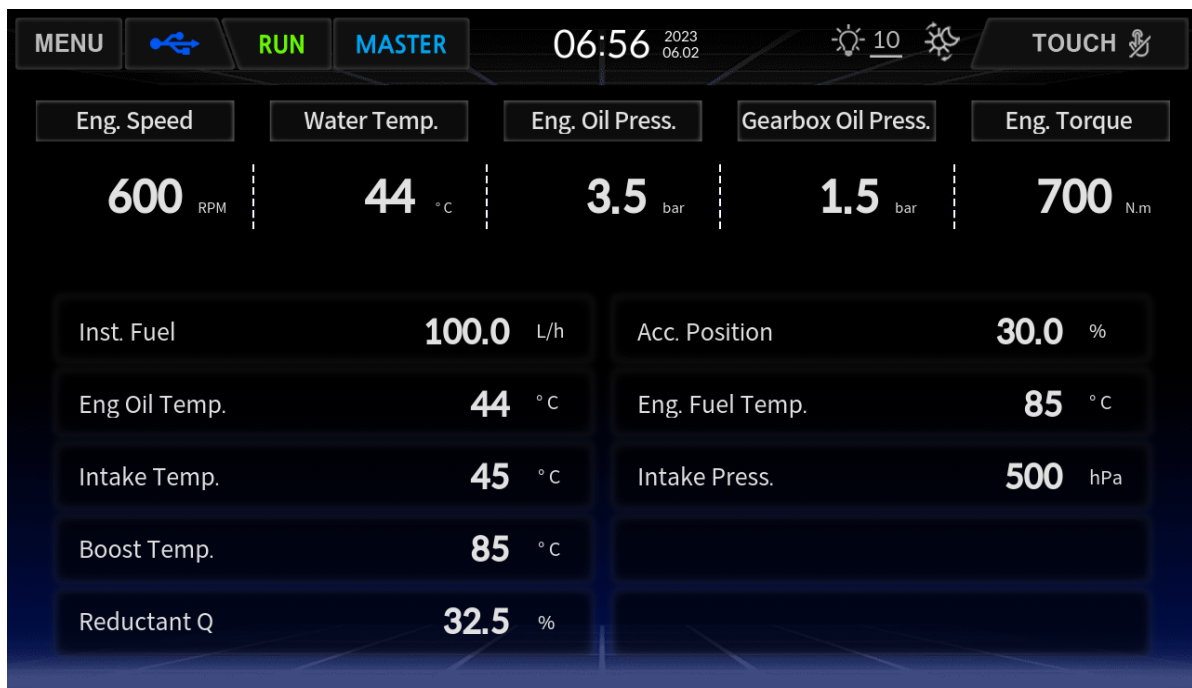 MENU RUN MASTER 06:56 2023 06.02 10 TOUCH
Eng. Speed Water Temp. Eng. Oil Press. Gearbox Oil Press. Eng. Torque
600 RPM 44 °C 3.5 bar 1.5 bar 700 N.m
Inst. Fuel 100.0 L/h Acc. Position 30.0 %
Eng Oil Temp. 44 °C Eng. Fuel Temp. 85 °C
Intake Temp. 45 °C Intake Press. 500 hPa
Boost Temp. 85 °C
Reductant Q 32.5 %